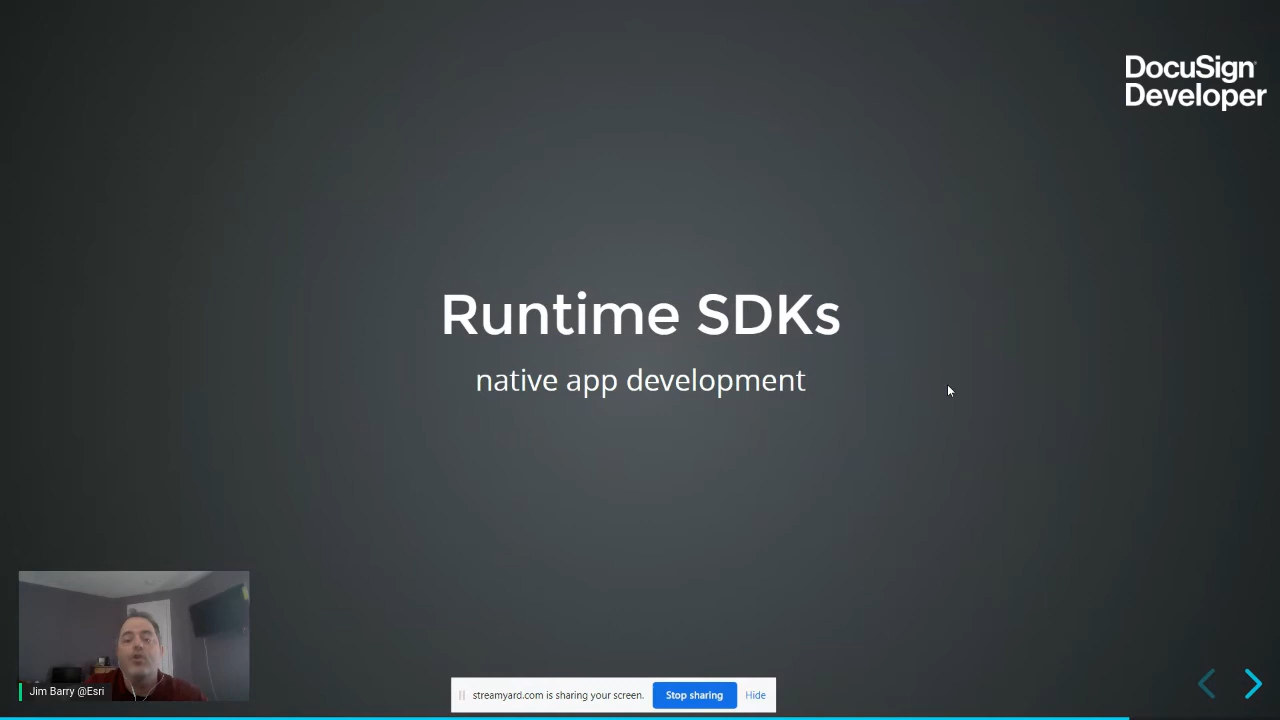 DocuSign
Developer
Runtime SDKs
native app development
Jim Barry @Esri
streamyard.com is sharing your screen.
Stop sharing
Hide